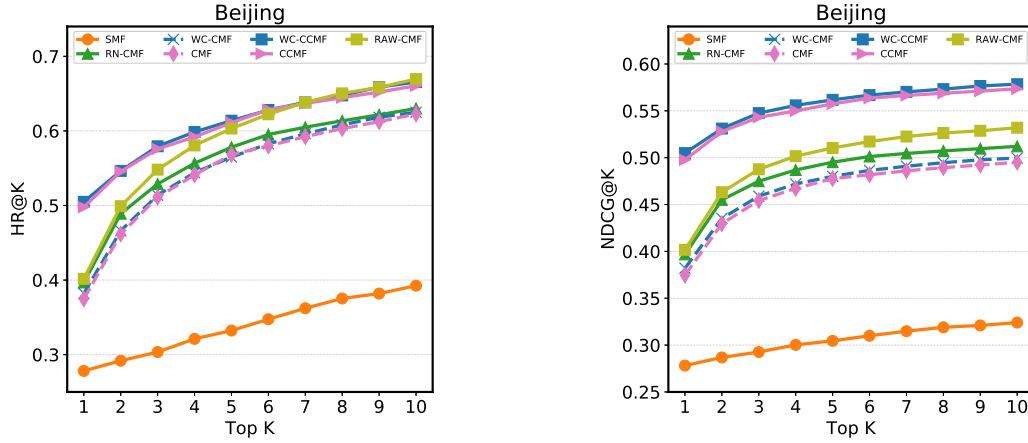 Beijing
SMF WC-CMF WC-CCMF RAW-CMF
RN-CMF CMF CCMF
HR@K
0.7
0.6
0.5
0.4
0.3
1 2 3 4 5 6 7 8 9 10
Top K
Beijing
SMF WC-CMF WC-CCMF RAW-CMF
RN-CMF CMF CCMF
NDCG@K
0.60
0.55
0.50
0.45
0.40
0.35
0.30
0.25
1 2 3 4 5 6 7 8 9 10
Top K